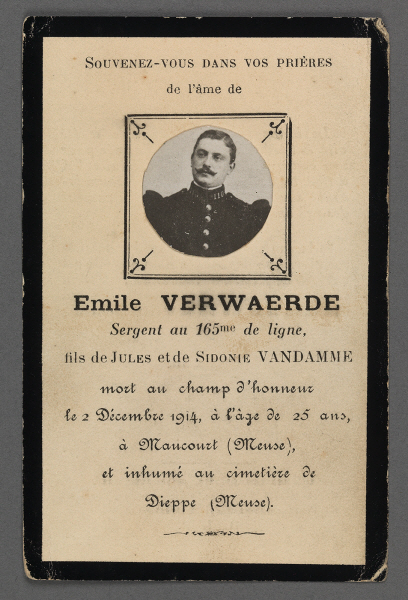 Souvenez-vous dans vos prières
de l'âme de
Emile VERWAERDE
Sergent au 165me de ligne,
fils de Jules et de Sidonie VANDAMME
mort au champ d'honneur
le 2 Décembre 1914, à l'âge de 25 ans,
à Maucourt (Meuse),
et inhumé au cimetière de
Dieppe (Meuse).